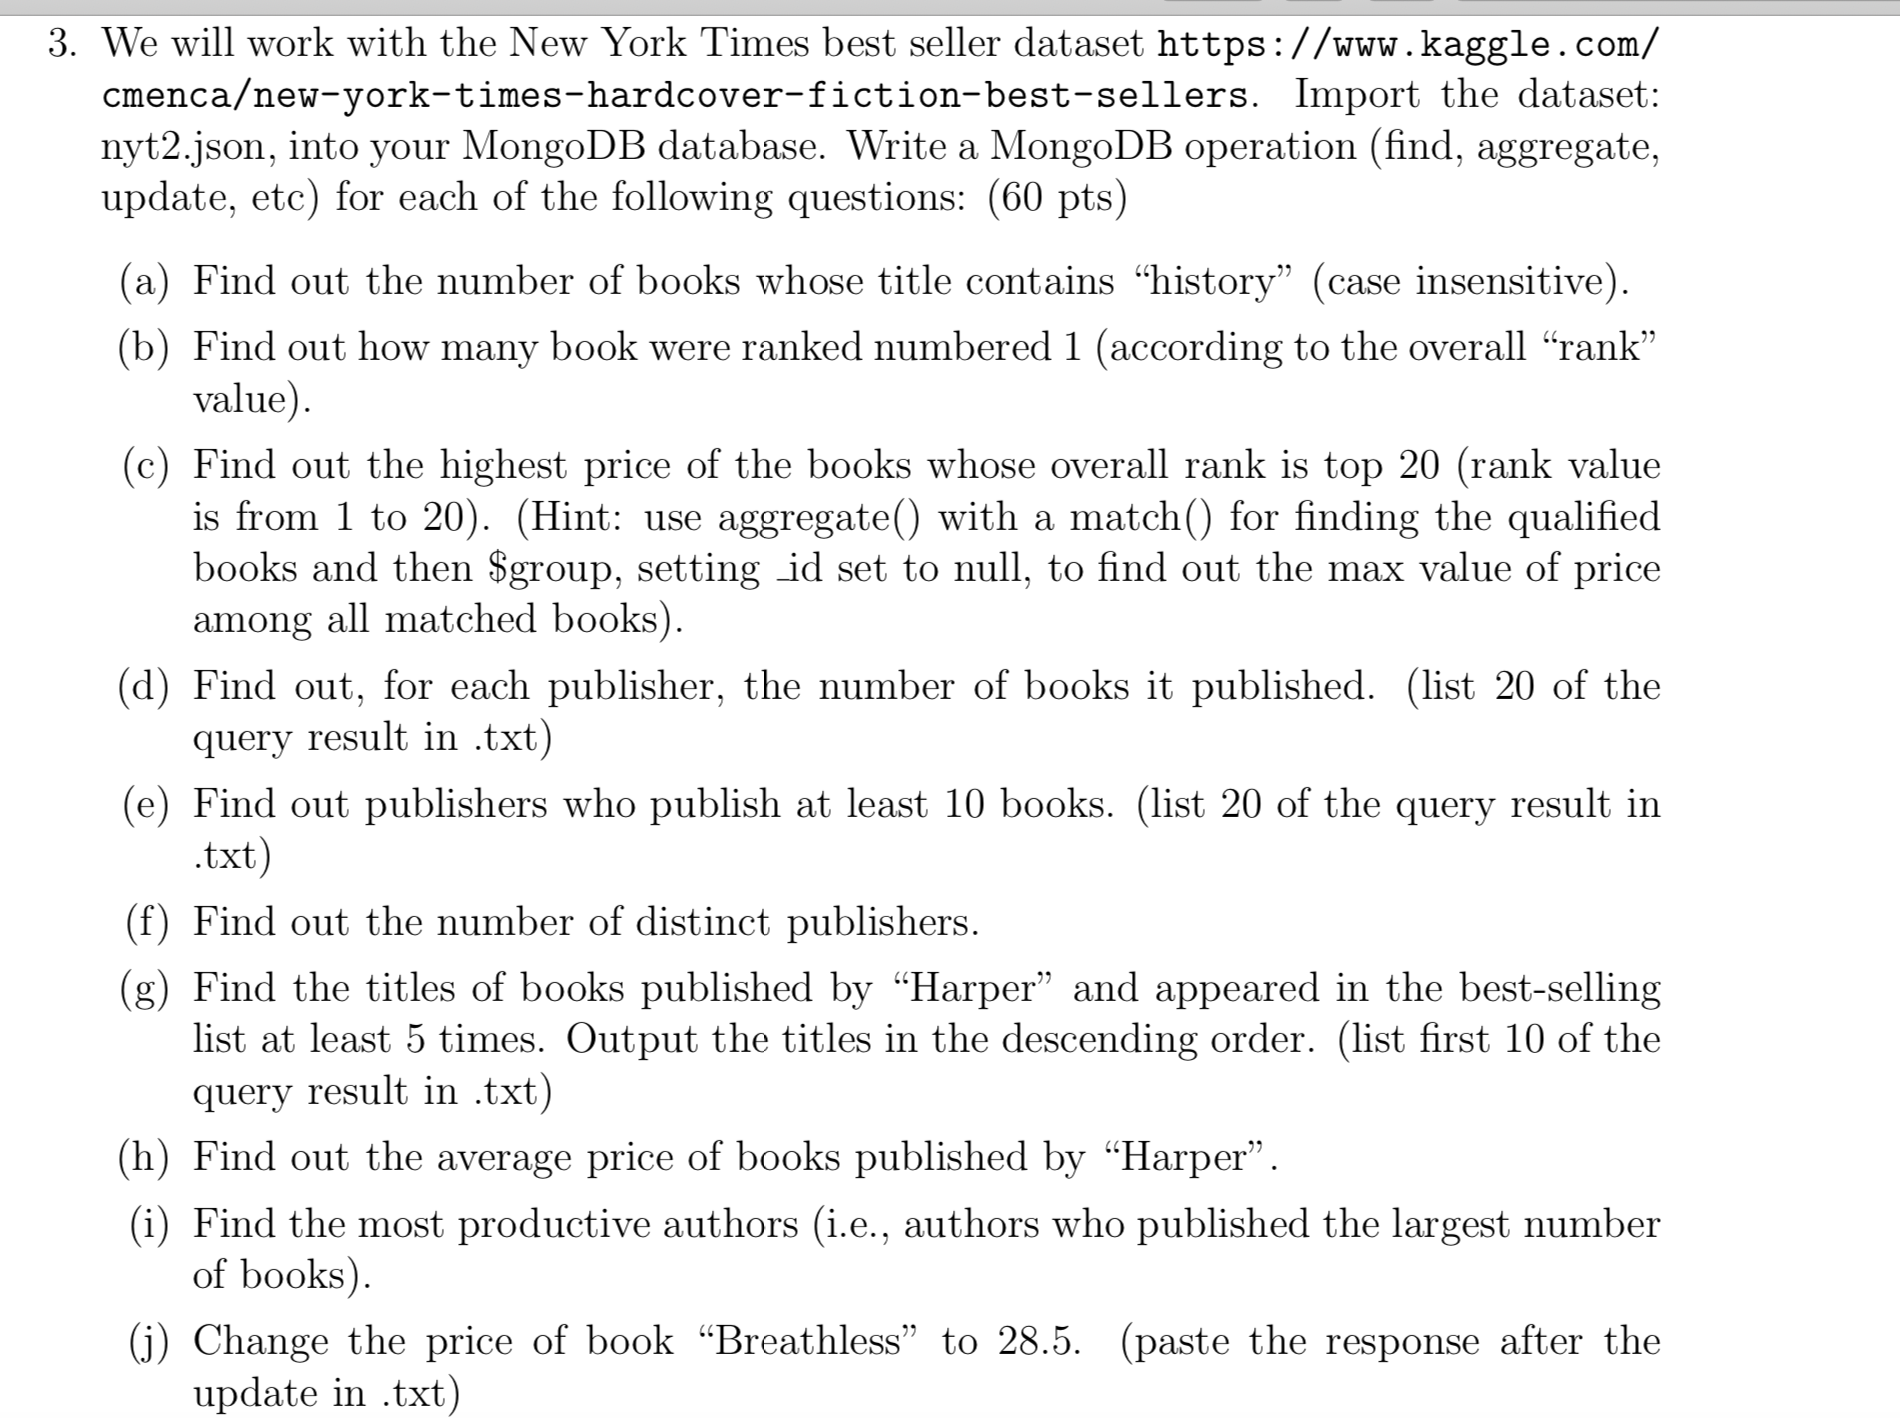 3. We will work with the New York Times best seller dataset https://www.kaggle.com/
cmenca/new-york-times-hardcover-fiction-best-sellers. Import the dataset:
nyt2.json, into your MongoDB database. Write a MongoDB operation (find, aggregate,
update, etc) for each of the following questions: (60 pts)
(a) Find out the number of books whose title contains “history” (case insensitive).
(b) Find out how many book were ranked numbered 1 (according to the overall “rank”
value).
(c) Find out the highest price of the books whose overall rank is top 20 (rank value
is from 1 to 20). (Hint: use aggregate() with a match() for finding the qualified
books and then $group, setting _id set to null, to find out the max value of price
among all matched books).
(d) Find out, for each publisher, the number of books it published. (list 20 of the
query result in .txt)
(e) Find out publishers who publish at least 10 books. (list 20 of the query result in
.txt)
(f) Find out the number of distinct publishers.
(g) Find the titles of books published by “Harper” and appeared in the best-selling
list at least 5 times. Output the titles in the descending order. (list first 10 of the
query result in .txt)
(h) Find out the average price of books published by “Harper”.
(i) Find the most productive authors (i.e., authors who published the largest number
of books).
(j) Change the price of book “Breathless” to 28.5. (paste the response after the
update in .txt)